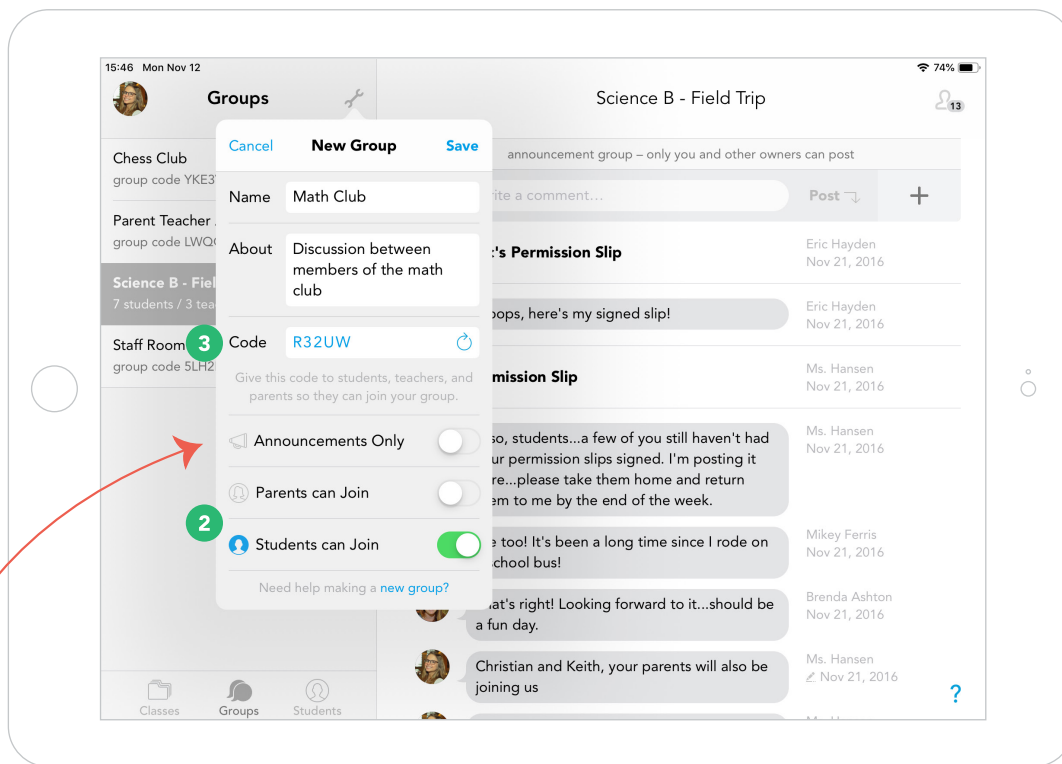 15:46 Mon Nov 12
74%
Groups
Chess Club
group code YKE3
Parent Teacher
group code LWQ
Science B - Fiel
7 students / 3 tea
Staff Room
group code 5LH2
Classes
Groups
Students
Cancel
New Group
Save
Name
Math Club
About
Discussion between
members of the math
club
3
Code
R32UW
Give this code to students, teachers, and
parents so they can join your group.
Announcements Only
Parents can Join
2
Students can Join
Need help making a new group?
Science B - Field Trip
13
announcement group – only you and other owners can post
a comment…
Post
+
Permission Slip
Eric Hayden
Nov 21, 2016
here's my signed slip!
Eric Hayden
Nov 21, 2016
Slip
Ms. Hansen
Nov 21, 2016
so, students...a few of you still haven't had
permission slips signed. I'm posting it
please take them home and return
to me by the end of the week.
Ms. Hansen
Nov 21, 2016
too! It's been a long time since I rode on
school bus!
Mikey Ferris
Nov 21, 2016
right! Looking forward to it...should be
a fun day.
Brenda Ashton
Nov 21, 2016
Christian and Keith, your parents will also be
joining us
Ms. Hansen
Nov 21, 2016
?